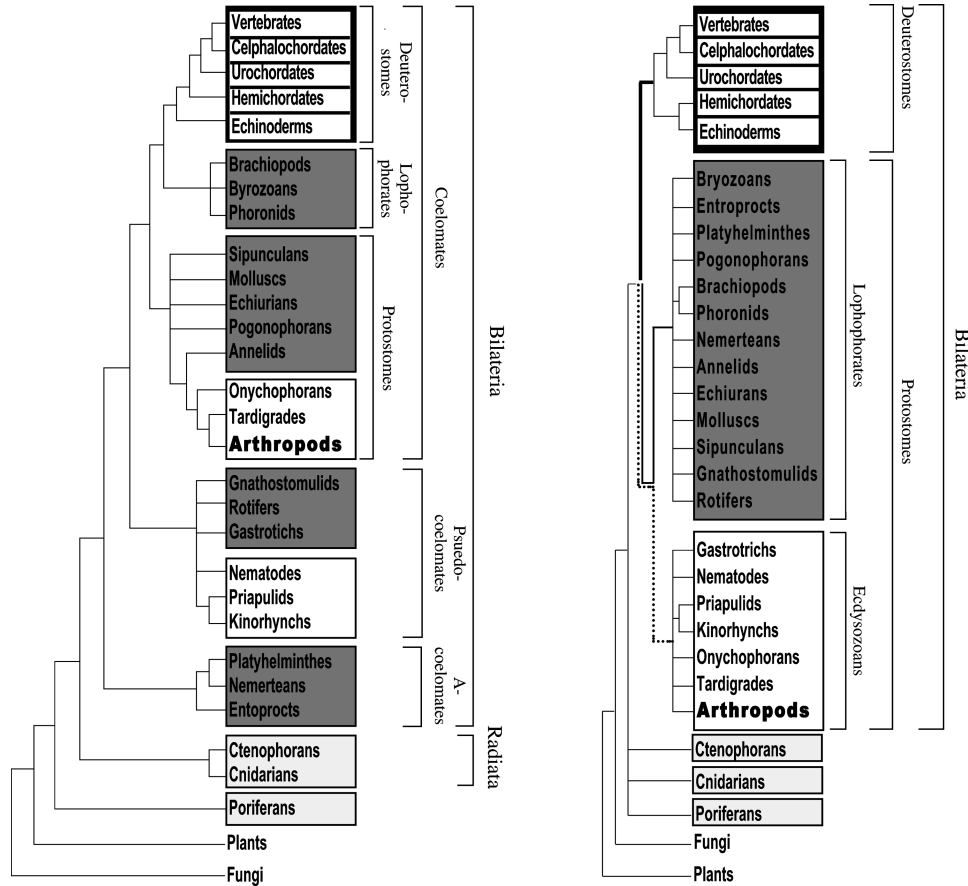 Vertebrates
Celphalochordates
Urochordates
Hemichordates
Echinoderms
Deutero-
stomes
Brachiopods
Byrozoans
Phoronids
Lopho-
phorates
Sipunculans
Molluscs
Echiurians
Pogonophorans
Annelids
Onychophorans
Tardigrades
Arthropods
Protostomes
Coelomates
Gnathostomulids
Rotifers
Gastrotichs
Nematodes
Priapulids
Kinorhynchs
Psuedo-
coelomates
Platyhelminthes
Nemerteans
Entoprocts
A-
coelomates
Bilateria
Ctenophorans
Cnidarians
Radiata
Poriferans
Plants
Fungi
Vertebrates
Celphalochordates
Urochordates
Hemichordates
Echinoderms
Deuterostomes
Bryozoans
Entroprocts
Platyhelminthes
Pogonophorans
Brachiopods
Phoronids
Nemerteans
Annelids
Echiurans
Molluscs
Sipunculans
Gnathostomulids
Rotifers
Lophophorates
Gastrotrichs
Nematodes
Priapulids
Kinorhynchs
Onychophorans
Tardigrades
Arthropods
Ecdysozoans
Protostomes
Bilateria
Ctenophorans
Cnidarians
Poriferans
Fungi
Plants